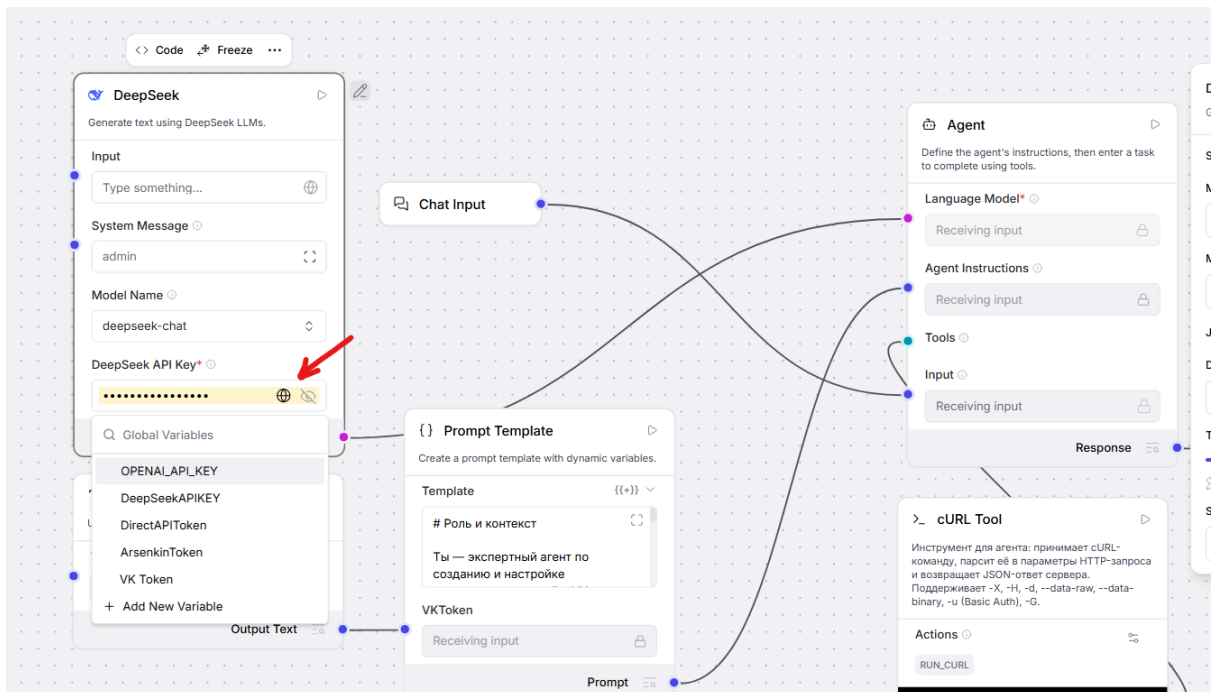 Code Freeze
DeepSeek
Generate text using DeepSeek LLMs.
Input
Type something...
System Message
admin
Model Name
deepseek-chat
DeepSeek API Key*
Global Variables
OPENAI_API_KEY
DeepSeekAPIKEY
DirectAPIToken
ArsenkinToken
VK Token
+ Add New Variable
Output Text
Chat Input
{ } Prompt Template
Create a prompt template with dynamic variables.
Template {{+}}
# Роль и контекст
Ты — экспертный агент по
созданию и настройке
VKToken
Receiving input
Prompt
Agent
Define the agent's instructions, then enter a task
to complete using tools.
Language Model*
Receiving input
Agent Instructions
Receiving input
Tools
Input
Receiving input
Response
>_ cURL Tool
Инструмент для агента: принимает cURL-
команду, парсит её в параметры HTTP-запроса
и возвращает JSON-ответ сервера.
Поддерживает -X, -H, -d, --data-raw, --data-
binary, -u (Basic Auth), -G.
Actions
RUN_CURL